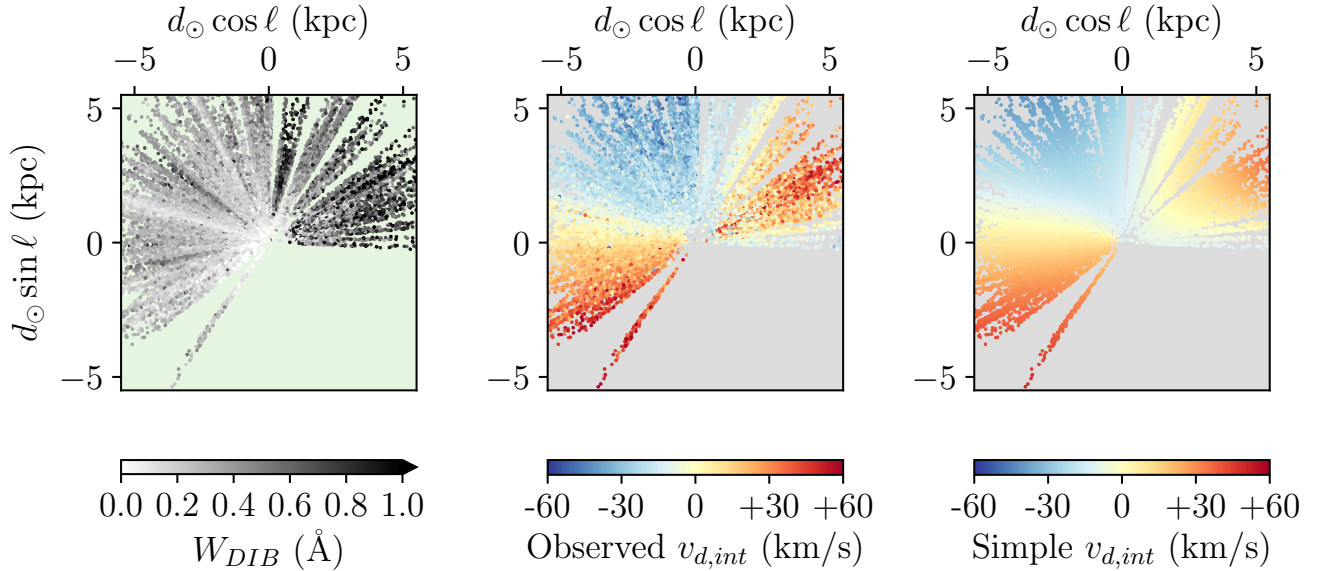 d⊙ cos ℓ (kpc) d⊙ cos ℓ (kpc) d⊙ cos ℓ (kpc)
−5 0 5 −5 0 5 −5 0 5
5 5 5
d⊙ sin ℓ (kpc)
0 0 0
−5 −5 −5
0.0 0.2 0.4 0.6 0.8 1.0 -60 -30 0 +30 +60 -60 -30 0 +30 +60
W_DIB (Å) Observed v_d,int (km/s) Simple v_d,int (km/s)